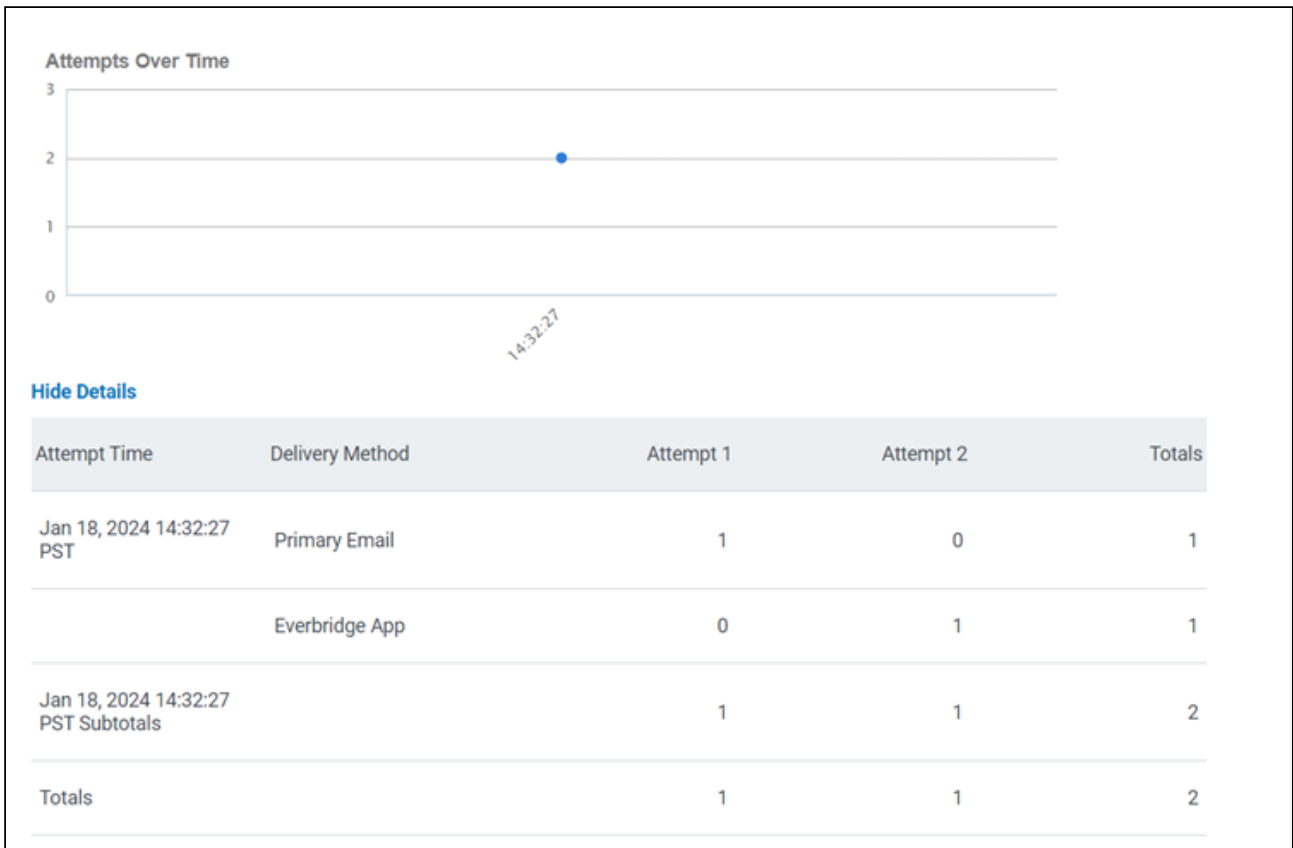 Attempts Over Time
3
2
1
0
14:32:27
Hide Details
Attempt Time Delivery Method Attempt 1 Attempt 2 Totals
Jan 18, 2024 14:32:27
PST Primary Email 1 0 1
Everbridge App 0 1 1
Jan 18, 2024 14:32:27
PST Subtotals 1 1 2
Totals 1 1 2